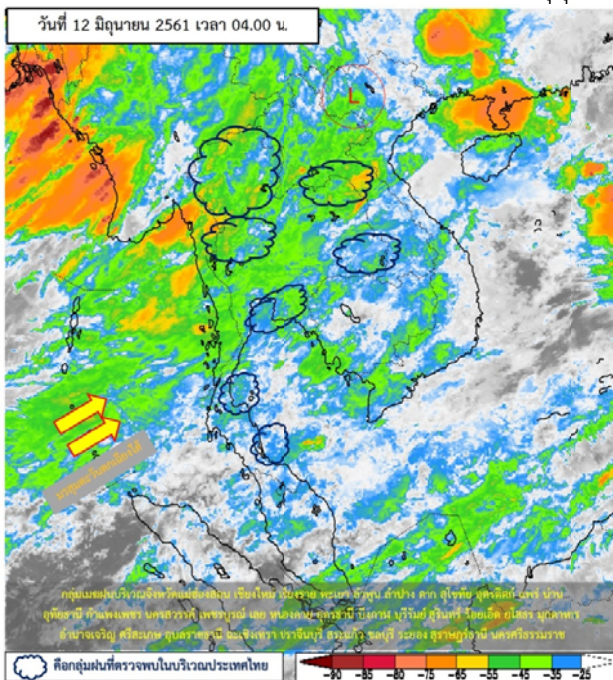 วันที่ 12 มิถุนายน 2561 เวลา 04.00 น.
L
มรสุมตะวันตกเฉียงใต้
กลุ่มเมฆฝนบริเวณจังหวัดแม่ฮ่องสอน เชียงใหม่ เชียงราย พะเยา ลำพูน ลำปาง ตาก สุโขทัย อุตรดิตถ์ แพร่ น่าน
อุทัยธานี กำแพงเพชร นครสวรรค์ เพชรบูรณ์ เลย หนองคาย อุดรธานี บึงกาฬ บุรีรัมย์ สุรินทร์ ร้อยเอ็ด ยโสธร มุกดาหาร
อำนาจเจริญ ศรีสะเกษ อุบลราชธานี ฉะเชิงเทรา ปราจีนบุรี สระแก้ว ชลบุรี ระยอง สุราษฎร์ธานี นครศรีธรรมราช
คือกลุ่มฝนที่ตรวจพบในบริเวณประเทศไทย
-90 -85 -75 -65 -55 -45 -35 -25